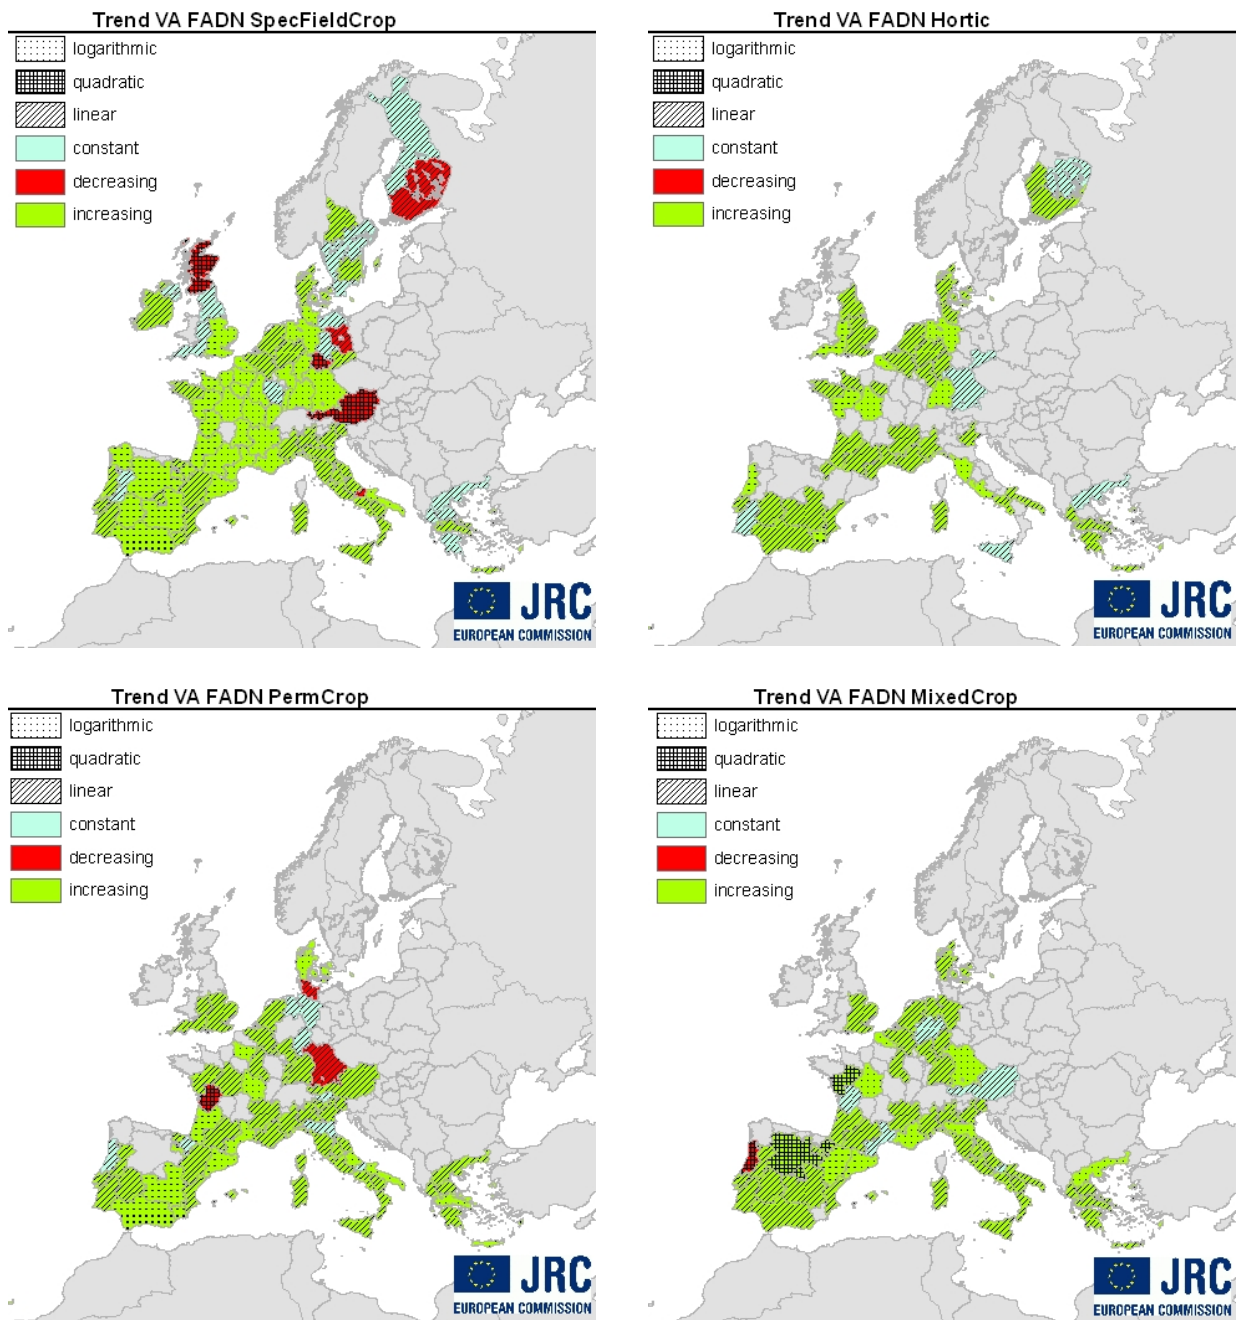 Trend VA FADN SpecFieldCrop
logarithmic
quadratic
linear
constant
decreasing
increasing
JRC
EUROPEAN COMMISSION
Trend VA FADN Hortic
logarithmic
quadratic
linear
constant
decreasing
increasing
JRC
EUROPEAN COMMISSION
Trend VA FADN PermCrop
logarithmic
quadratic
linear
constant
decreasing
increasing
JRC
EUROPEAN COMMISSION
Trend VA FADN MixedCrop
logarithmic
quadratic
linear
constant
decreasing
increasing
JRC
EUROPEAN COMMISSION